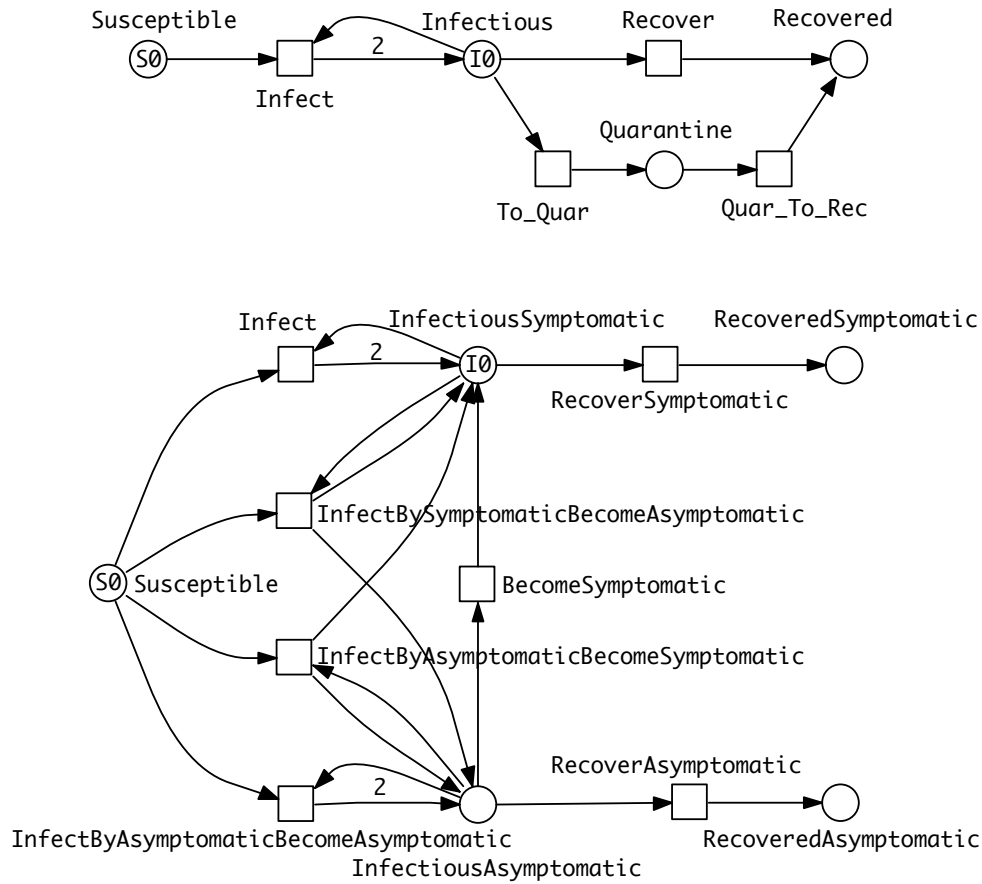 Susceptible
Infectious
Recover
Recovered
S0
2
I0
Infect
Quarantine
To_Quar
Quar_To_Rec
Infect
InfectiousSymptomatic
RecoveredSymptomatic
2
I0
RecoverSymptomatic
InfectBySymptomaticBecomeAsymptomatic
S0
Susceptible
BecomeSymptomatic
InfectByAsymptomaticBecomeSymptomatic
RecoverAsymptomatic
2
InfectByAsymptomaticBecomeAsymptomatic
RecoveredAsymptomatic
InfectiousAsymptomatic